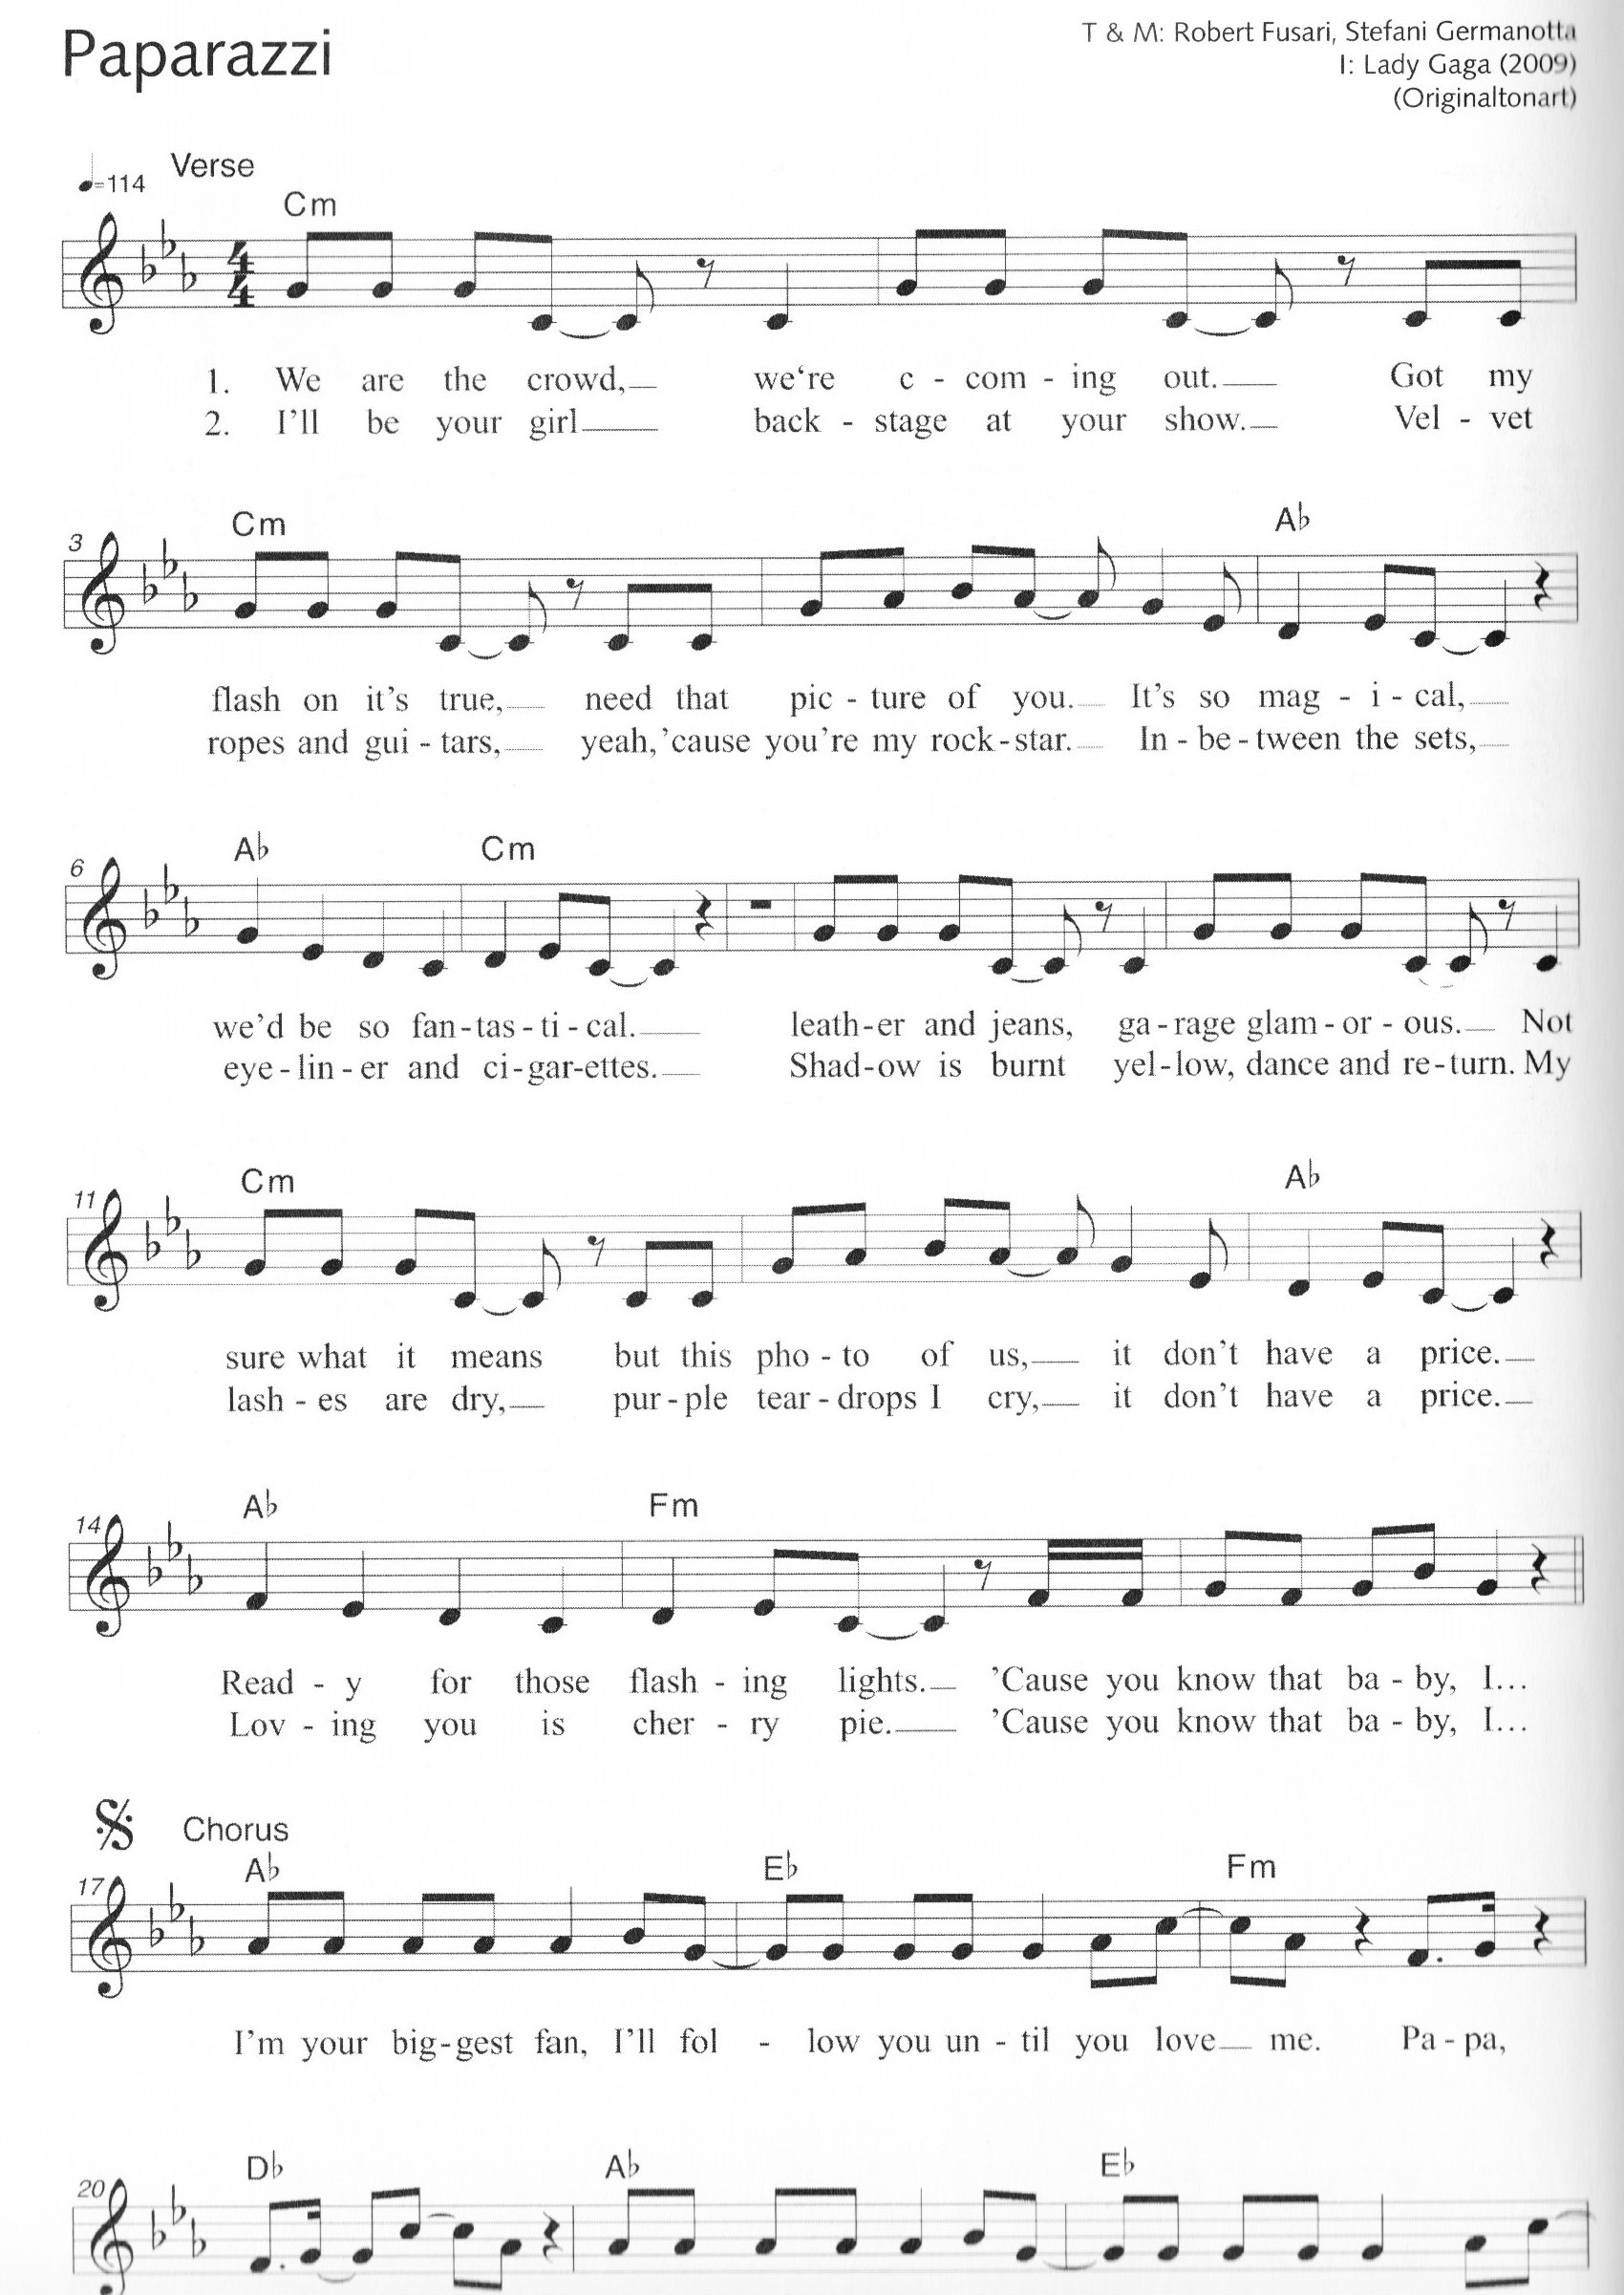 Paparazzi
T & M: Robert Fusari, Stefani Germanotta
I: Lady Gaga (2009)
(Originaltonart)
♩=114 Verse
Cm
4
4
1. We are the crowd, we‘re c - com - ing out. Got my
2. I'll be your girl back - stage at your show. Vel - vet
3 Cm A♭
flash on it's true, need that pic - ture of you. It's so mag - i - cal,
ropes and gui - tars, yeah, 'cause you're my rock - star. In - be - tween the sets,
6 A♭ Cm
we'd be so fan - tas - ti - cal. leath - er and jeans, ga - rage glam - or - ous. Not
eye - lin - er and ci - gar - ettes. Shad - ow is burnt yel - low, dance and re - turn. My
11 Cm A♭
sure what it means but this pho - to of us, it don't have a price.
lash - es are dry, pur - ple tear - drops I cry, it don't have a price.
14 A♭ Fm
Read - y for those flash - ing lights. 'Cause you know that ba - by, I...
Lov - ing you is cher - ry pie. 'Cause you know that ba - by, I...
Chorus
17 A♭ E♭ Fm
I'm your big - gest fan, I'll fol - low you un - til you love me. Pa - pa,
20 D♭ A♭ E♭